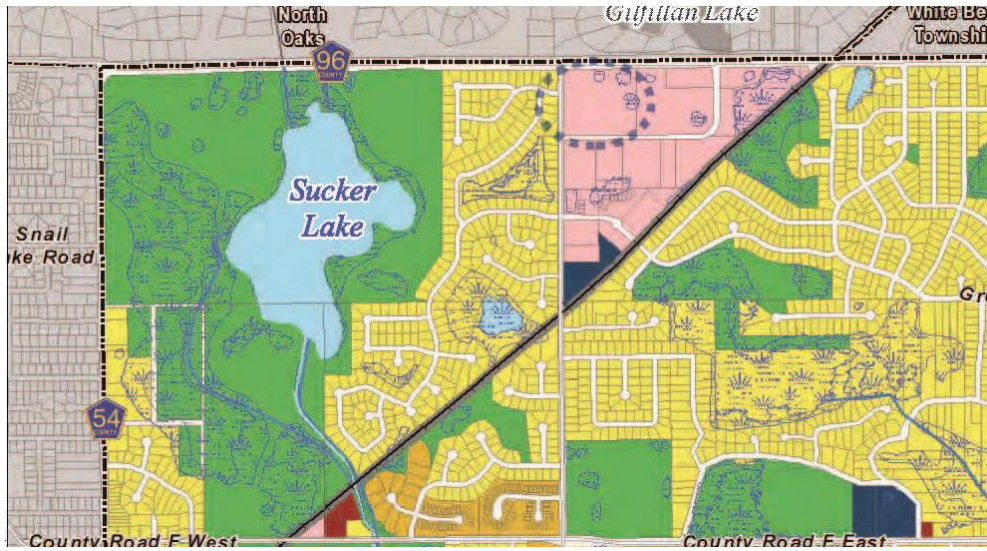 North
Oaks
Gilfillan Lake
White Be
Townshi
96
COUNTY
Sucker
Lake
Snail
ke Road
Gre
54
COUNTY
County Road F West
County Road F East